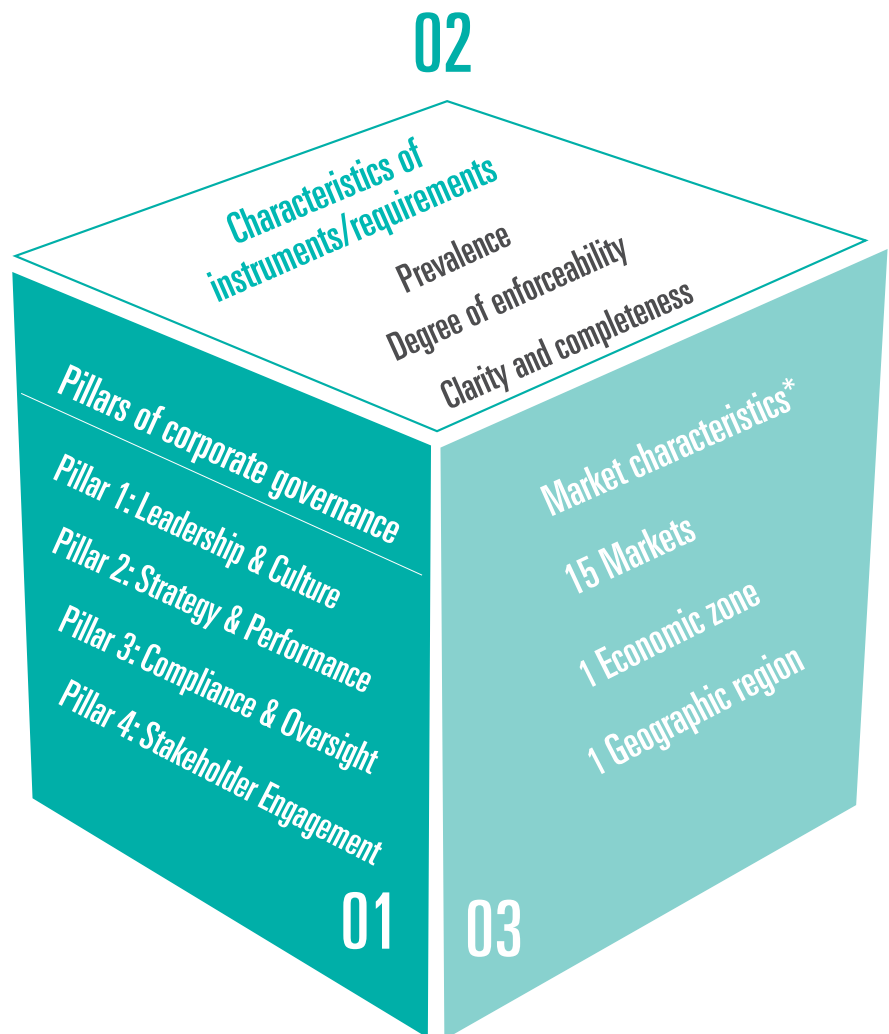 02
Characteristics of
instruments/requirements
Prevalence
Degree of enforceability
Clarity and completeness
Pillars of corporate governance
Pillar 1: Leadership & Culture
Pillar 2: Strategy & Performance
Pillar 3: Compliance & Oversight
Pillar 4: Stakeholder Engagement
01
Market characteristics*
15 Markets
1 Economic zone
1 Geographic region
03